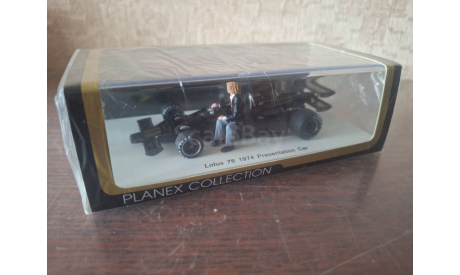 Lotus 76 1974 Presentation Car
PLANEX COLLECTION